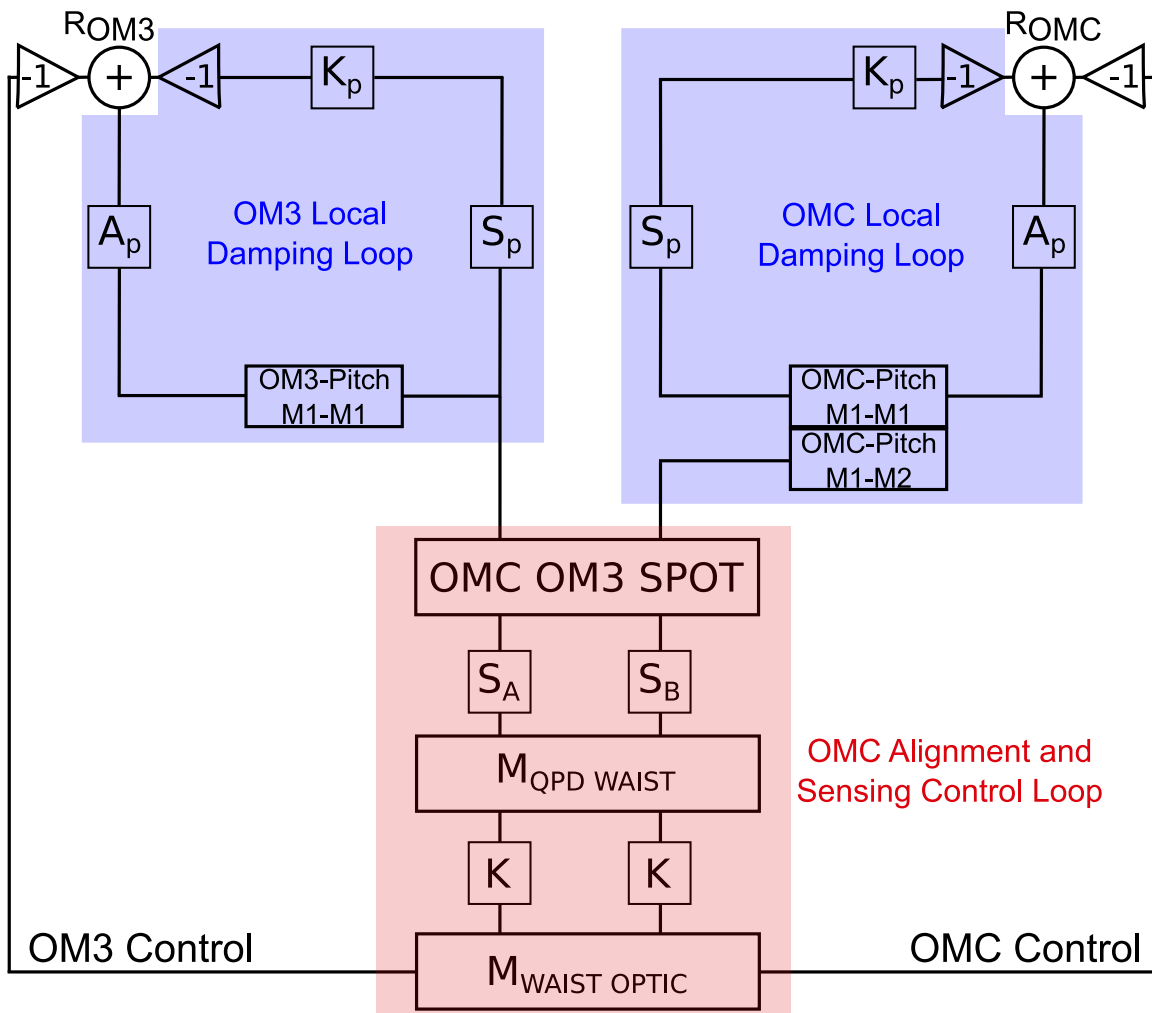 R_OM3
R_OMC
-1
+
-1
K_p
K_p
-1
+
-1
A_p
OM3 Local
Damping Loop
S_p
S_p
OMC Local
Damping Loop
A_p
OM3-Pitch
M1-M1
OMC-Pitch
M1-M1
OMC-Pitch
M1-M2
OMC OM3 SPOT
S_A
S_B
M_QPD WAIST
OMC Alignment and
Sensing Control Loop
K
K
OM3 Control
OMC Control
M_WAIST OPTIC